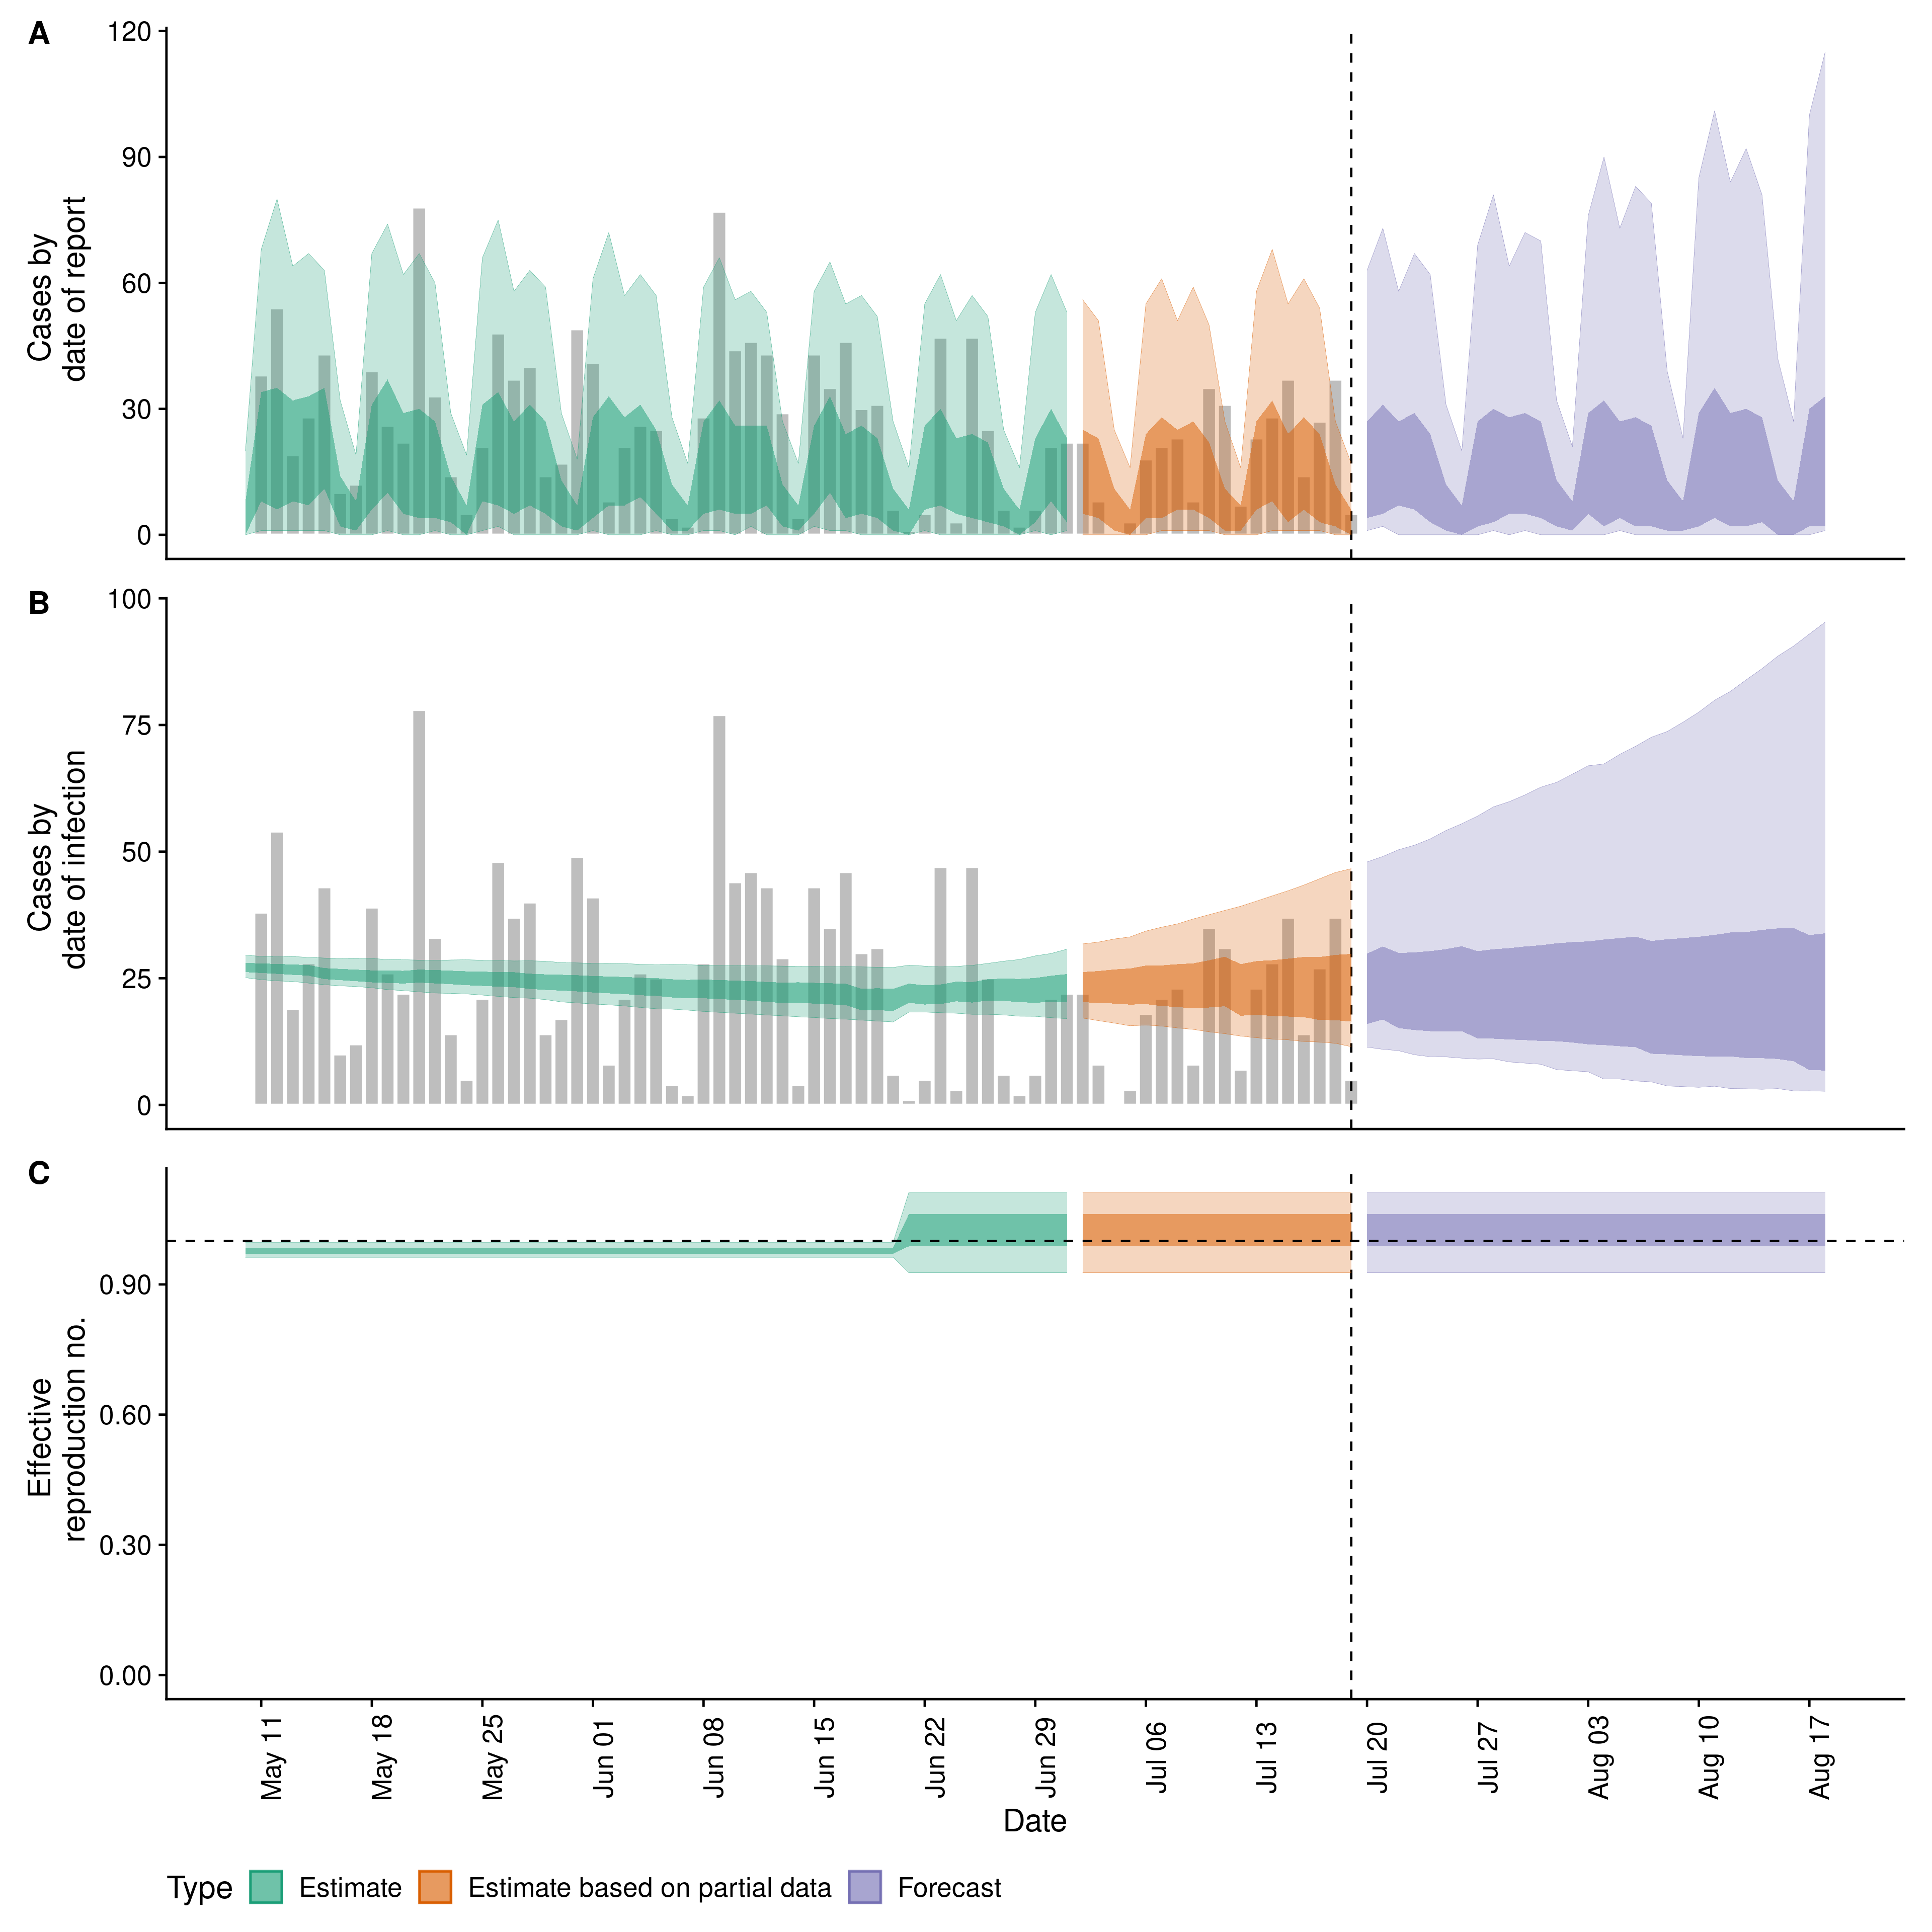 A
120
90
60
30
0
Cases by
date of report
B
100
75
50
25
0
Cases by
date of infection
C
0.90
0.60
0.30
0.00
Effective
reproduction no.
May 11
May 18
May 25
Jun 01
Jun 08
Jun 15
Jun 22
Jun 29
Jul 06
Jul 13
Jul 20
Jul 27
Aug 03
Aug 10
Aug 17
Date
Type Estimate Estimate based on partial data Forecast